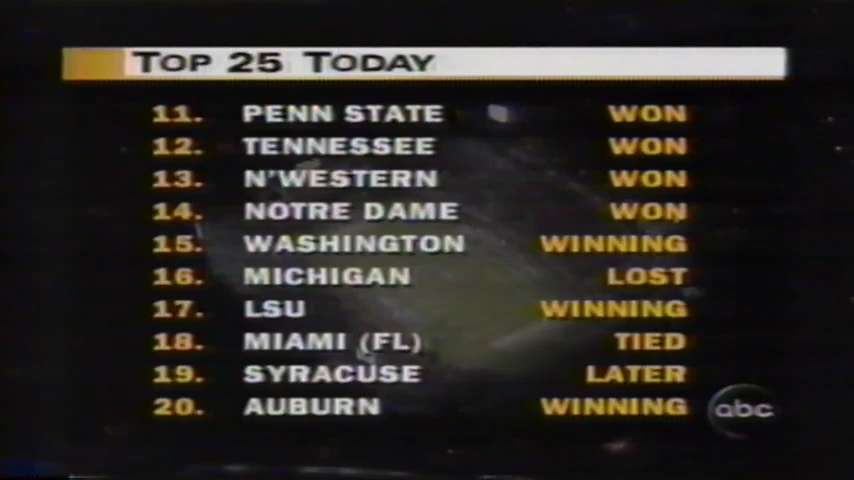 TOP 25 TODAY
11. PENN STATE WON
12. TENNESSEE WON
13. N'WESTERN WON
14. NOTRE DAME WON
15. WASHINGTON WINNING
16. MICHIGAN LOST
17. LSU WINNING
18. MIAMI (FL) TIED
19. SYRACUSE LATER
20. AUBURN WINNING
abc